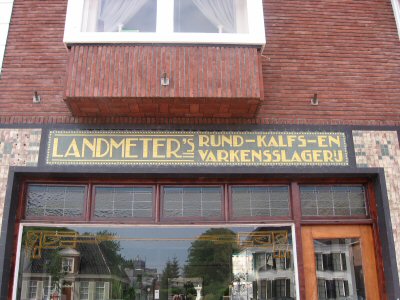 LANDMETER's RUND-KALFS-EN
VARKENSSLAGERIJ